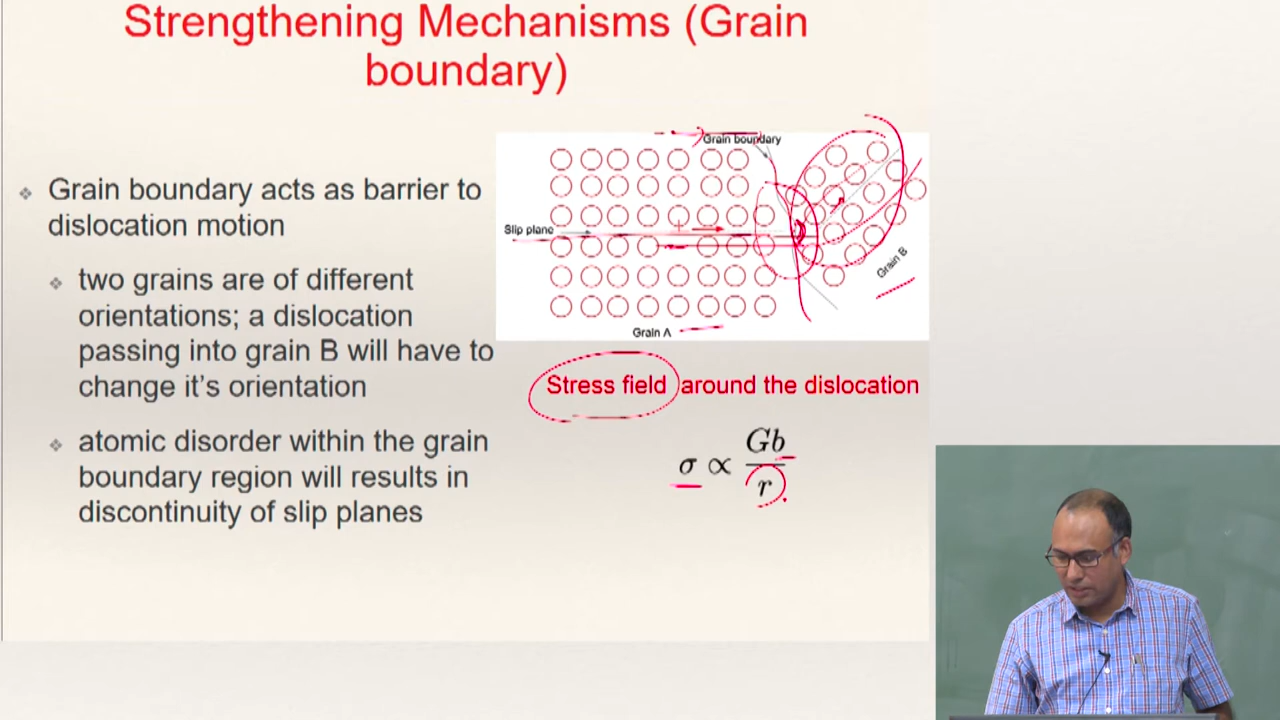 Strengthening Mechanisms (Grain
boundary)
Grain boundary acts as barrier to
dislocation motion
two grains are of different
orientations; a dislocation
passing into grain B will have to
change it's orientation
atomic disorder within the grain
boundary region will results in
discontinuity of slip planes
Grain boundary
Slip plane
Grain B
Grain A
Stress field around the dislocation
σ ∝ Gb
r